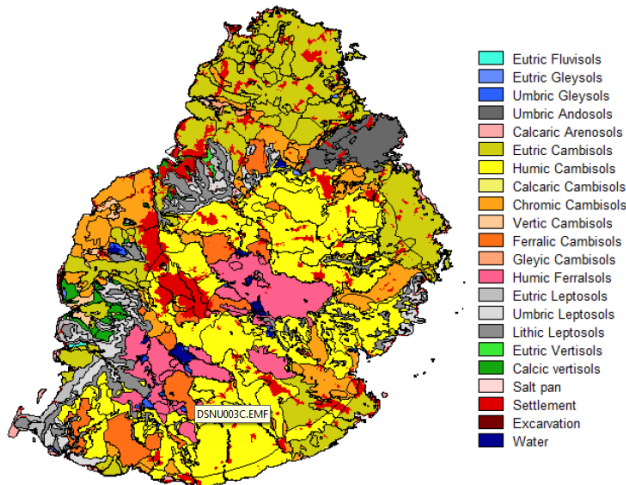 Eutric Fluvisols
Eutric Gleysols
Umbric Gleysols
Umbric Andosols
Calcaric Arenosols
Eutric Cambisols
Humic Cambisols
Calcaric Cambisols
Chromic Cambisols
Vertic Cambisols
Ferralic Cambisols
Gleyic Cambisols
Humic Ferralsols
Eutric Leptosols
Umbric Leptosols
Lithic Leptosols
Eutric Vertisols
Calcic vertisols
Salt pan
Settlement
Excarvation
Water
DSNU003C.EMF